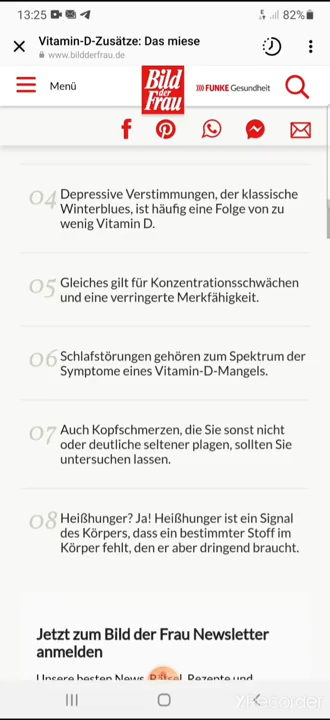 13:25 82%
Vitamin-D-Zusätze: Das miese
www.bildderfrau.de
Menü
Bild
der
Frau
FUNKE Gesundheit
04 Depressive Verstimmungen, der klassische
Winterblues, ist häufig eine Folge von zu
wenig Vitamin D.
05 Gleiches gilt für Konzentrationsschwächen
und eine verringerte Merkfähigkeit.
06 Schlafstörungen gehören zum Spektrum der
Symptome eines Vitamin-D-Mangels.
07 Auch Kopfschmerzen, die Sie sonst nicht
oder deutliche seltener plagen, sollten Sie
untersuchen lassen.
08 Heißhunger? Ja! Heißhunger ist ein Signal
des Körpers, dass ein bestimmter Stoff im
Körper fehlt, den er aber dringend braucht.
Jetzt zum Bild der Frau Newsletter
anmelden
Unsere besten News, Rätsel, Rezepte und
XRecorder